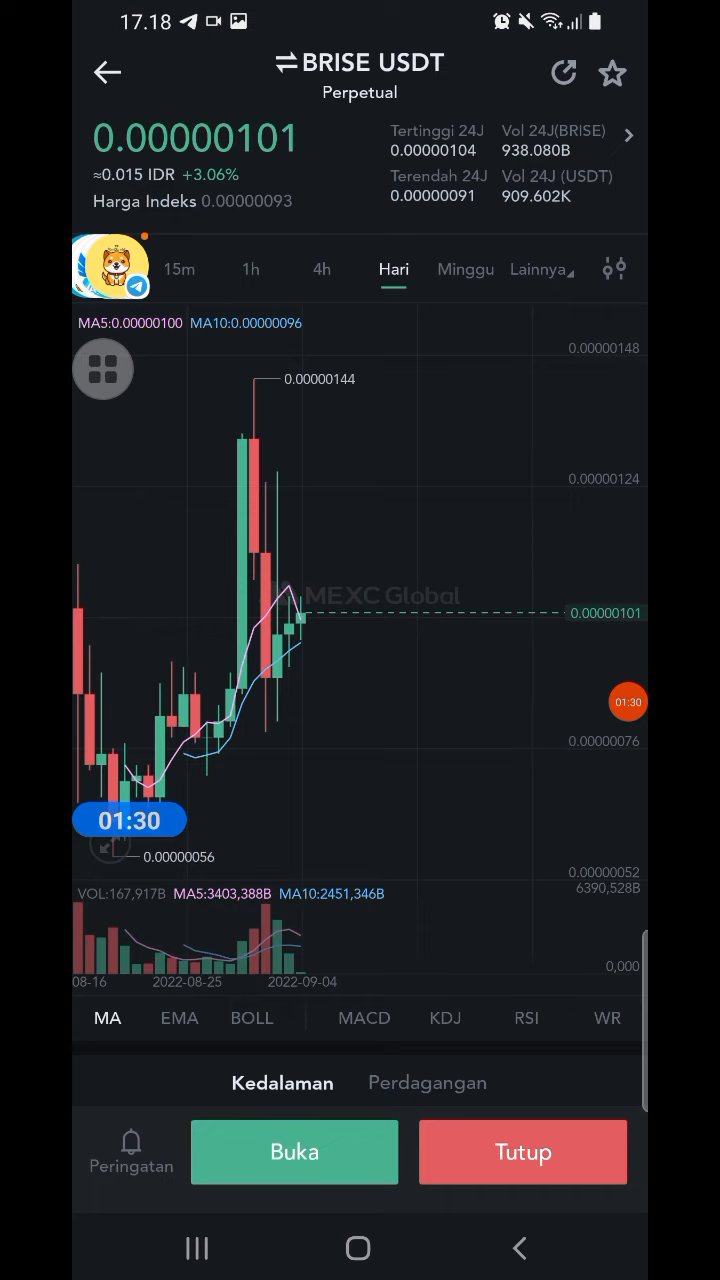 17.18
BRISE USDT
Perpetual
0.00000101
≈0.015 IDR +3.06%
Harga Indeks 0.00000093
Tertinggi 24J Vol 24J(BRISE)
0.00000104 938.080B
Terendah 24J Vol 24J (USDT)
0.00000091 909.602K
15m 1h 4h Hari Minggu Lainnya
MA5:0.00000100 MA10:0.00000096
0.00000148
0.00000144
0.00000124
MEXC Global
0.00000101
01:30
0.00000076
01:30
0.00000056
0.00000052
VOL:167,917B MA5:3403,388B MA10:2451,346B
6390,528B
0,000
08-16 2022-08-25 2022-09-04
MA EMA BOLL MACD KDJ RSI WR
Kedalaman Perdagangan
Peringatan
Buka
Tutup